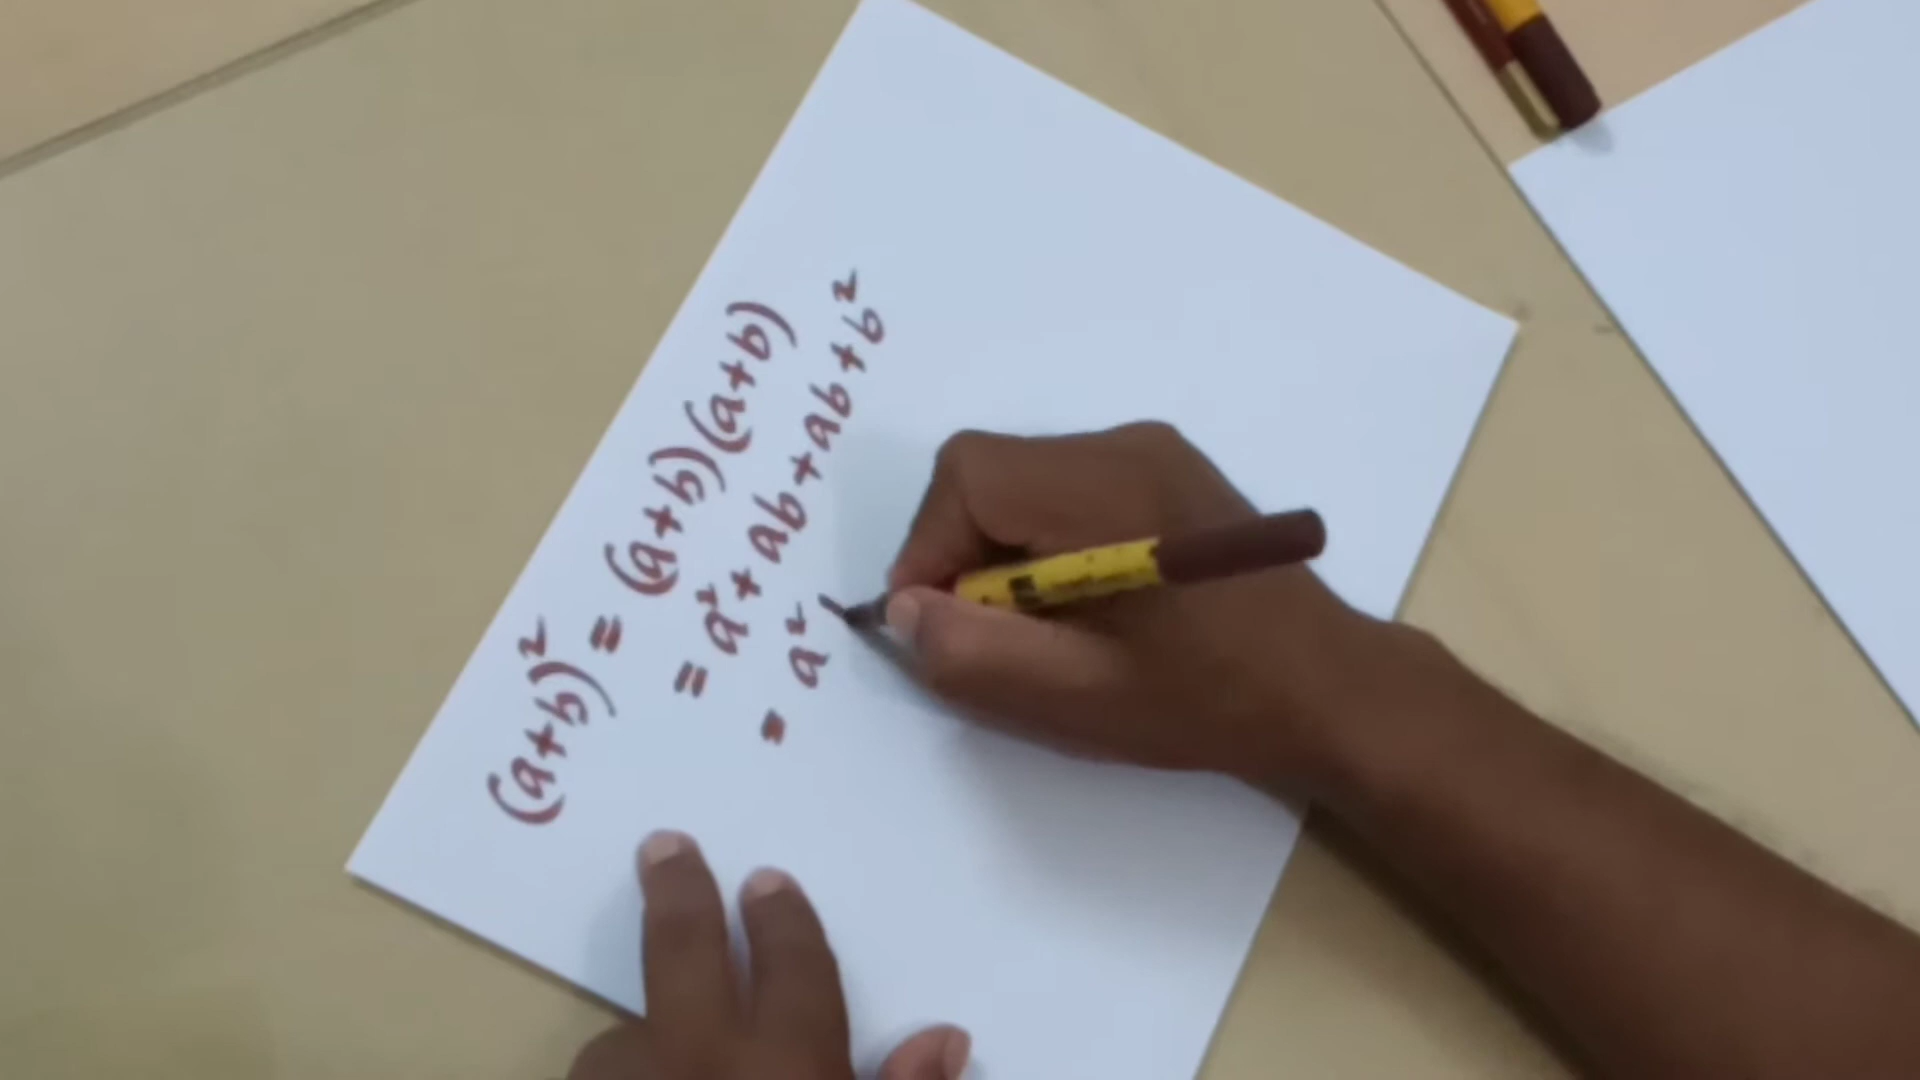 (a+b)² = (a+b)(a+b)
= a² + ab + ab + b²
= a²